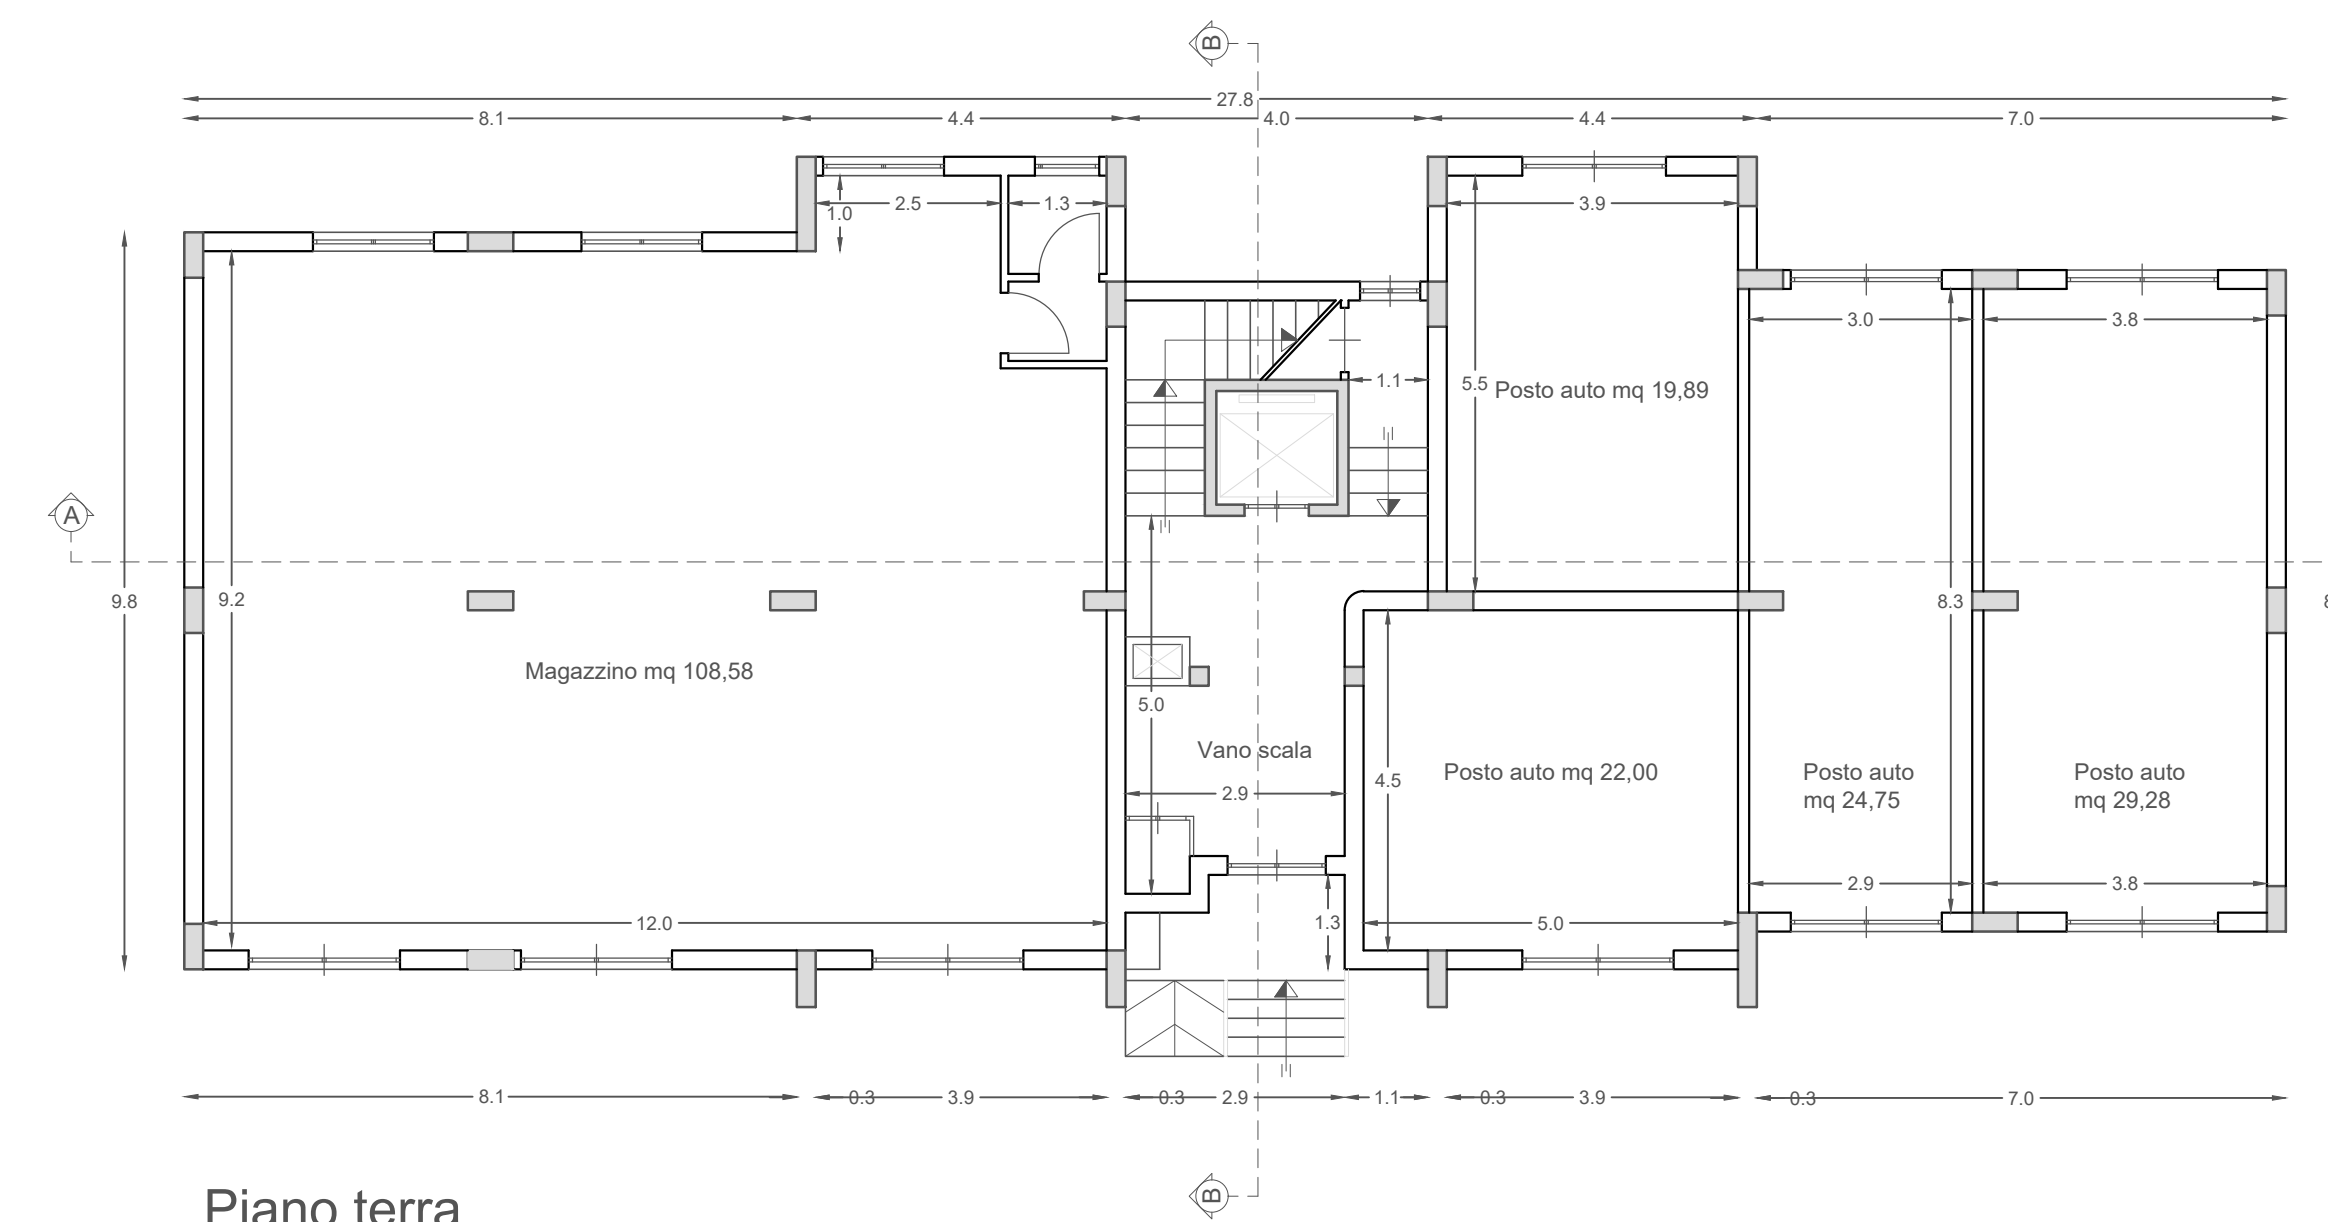 B
27.8
8.1 4.4 4.0 4.4 7.0
1.0 2.5 1.3 3.9
3.0 3.8
1.1 5.5 Posto auto mq 19,89
A
9.8 9.2 8.3 8
Magazzino mq 108,58
5.0
Vano scala
2.9 4.5 Posto auto mq 22,00
Posto auto
mq 24,75
Posto auto
mq 29,28
2.9 3.8
12.0 1.3 5.0
8.1 0.3 3.9 0.3 2.9 1.1 0.3 3.9 0.3 7.0
B
Piano terra